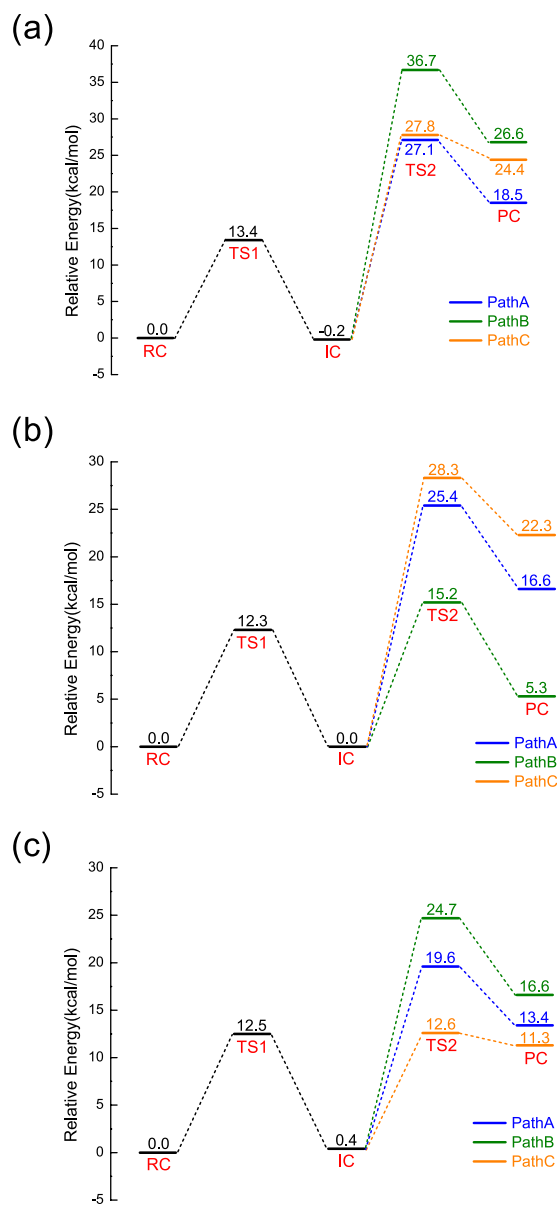 (a)
Relative Energy(kcal/mol)
40
35
30
25
20
15
10
5
0
-5
0.0
RC
13.4
TS1
-0.2
IC
36.7
27.8
27.1
TS2
26.6
24.4
18.5
PC
PathA
PathB
PathC
(b)
Relative Energy(kcal/mol)
30
25
20
15
10
5
0
-5
0.0
RC
12.3
TS1
0.0
IC
28.3
25.4
15.2
TS2
22.3
16.6
5.3
PC
PathA
PathB
PathC
(c)
Relative Energy(kcal/mol)
30
25
20
15
10
5
0
-5
0.0
RC
12.5
TS1
0.4
IC
24.7
19.6
12.6
TS2
16.6
13.4
11.3
PC
PathA
PathB
PathC